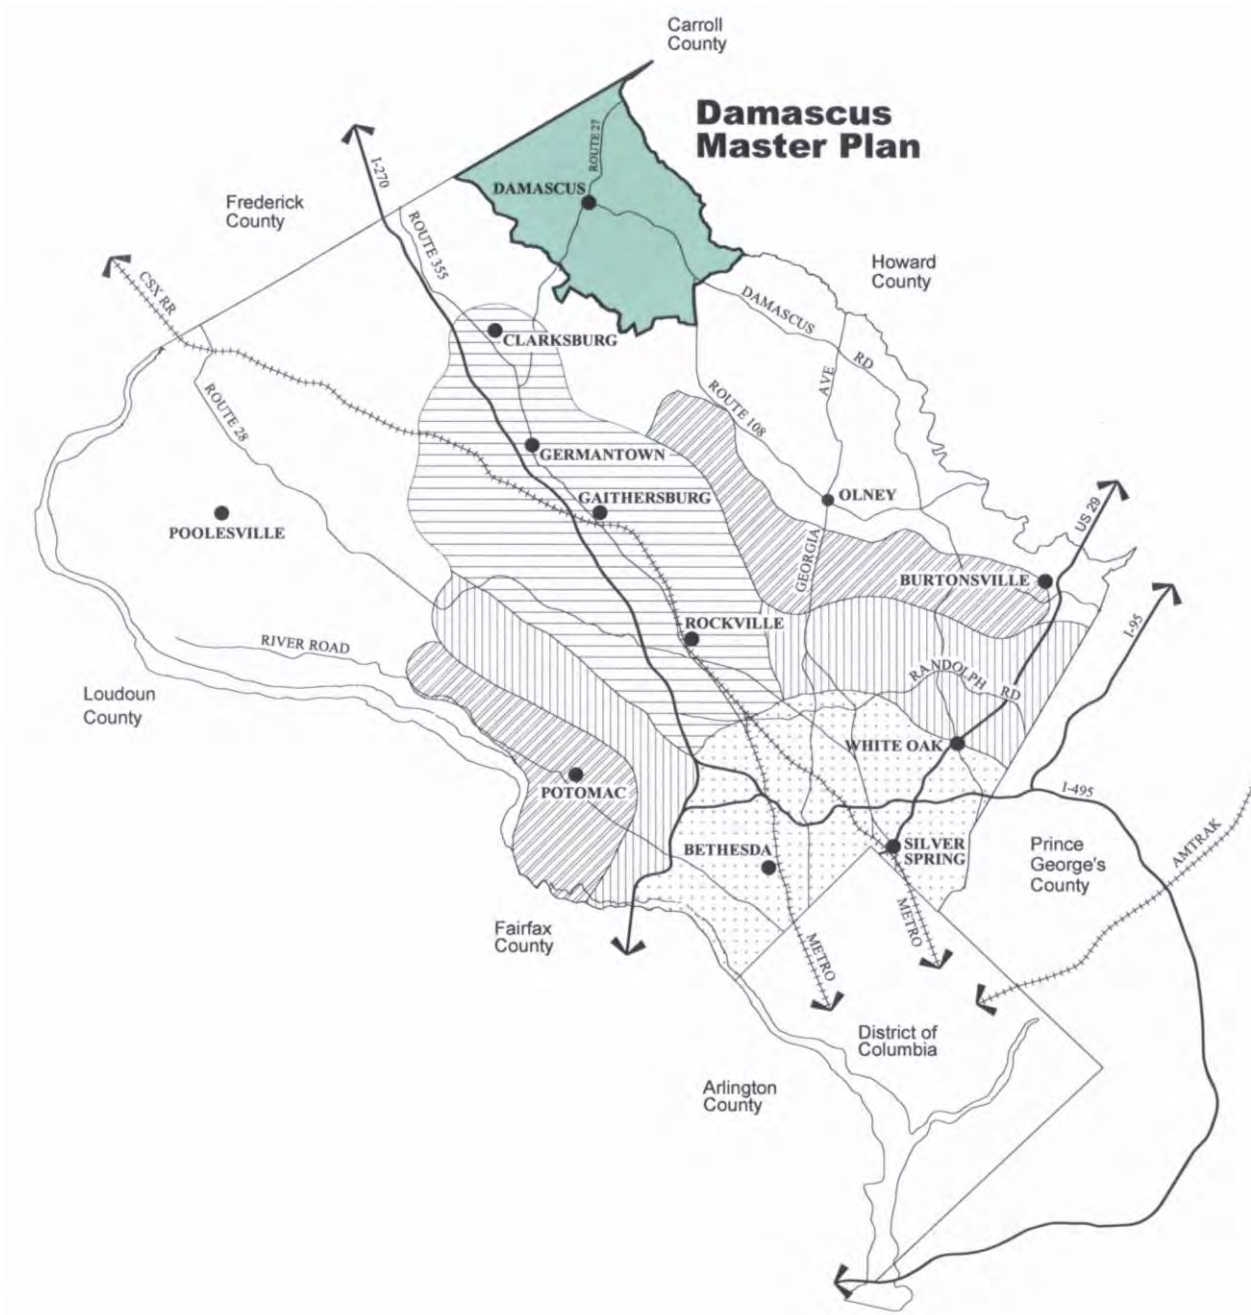 Carroll
County
Damascus
Master Plan
ROUTE 27
I-270
DAMASCUS
Frederick
County
ROUTE 355
Howard
County
CSX RR
DAMASCUS
RD
CLARKSBURG
AVE
ROUTE 28
ROUTE 108
GERMANTOWN
GAITHERSBURG
OLNEY
US 29
POOLESVILLE
GEORGIA
BURTONSVILLE
ROCKVILLE
I-95
RIVER ROAD
RANDOLPH
RD
Loudoun
County
WHITE OAK
POTOMAC
I-495
BETHESDA
SILVER
SPRING
Prince
George's
County
AMTRAK
Fairfax
County
METRO
METRO
District of
Columbia
Arlington
County